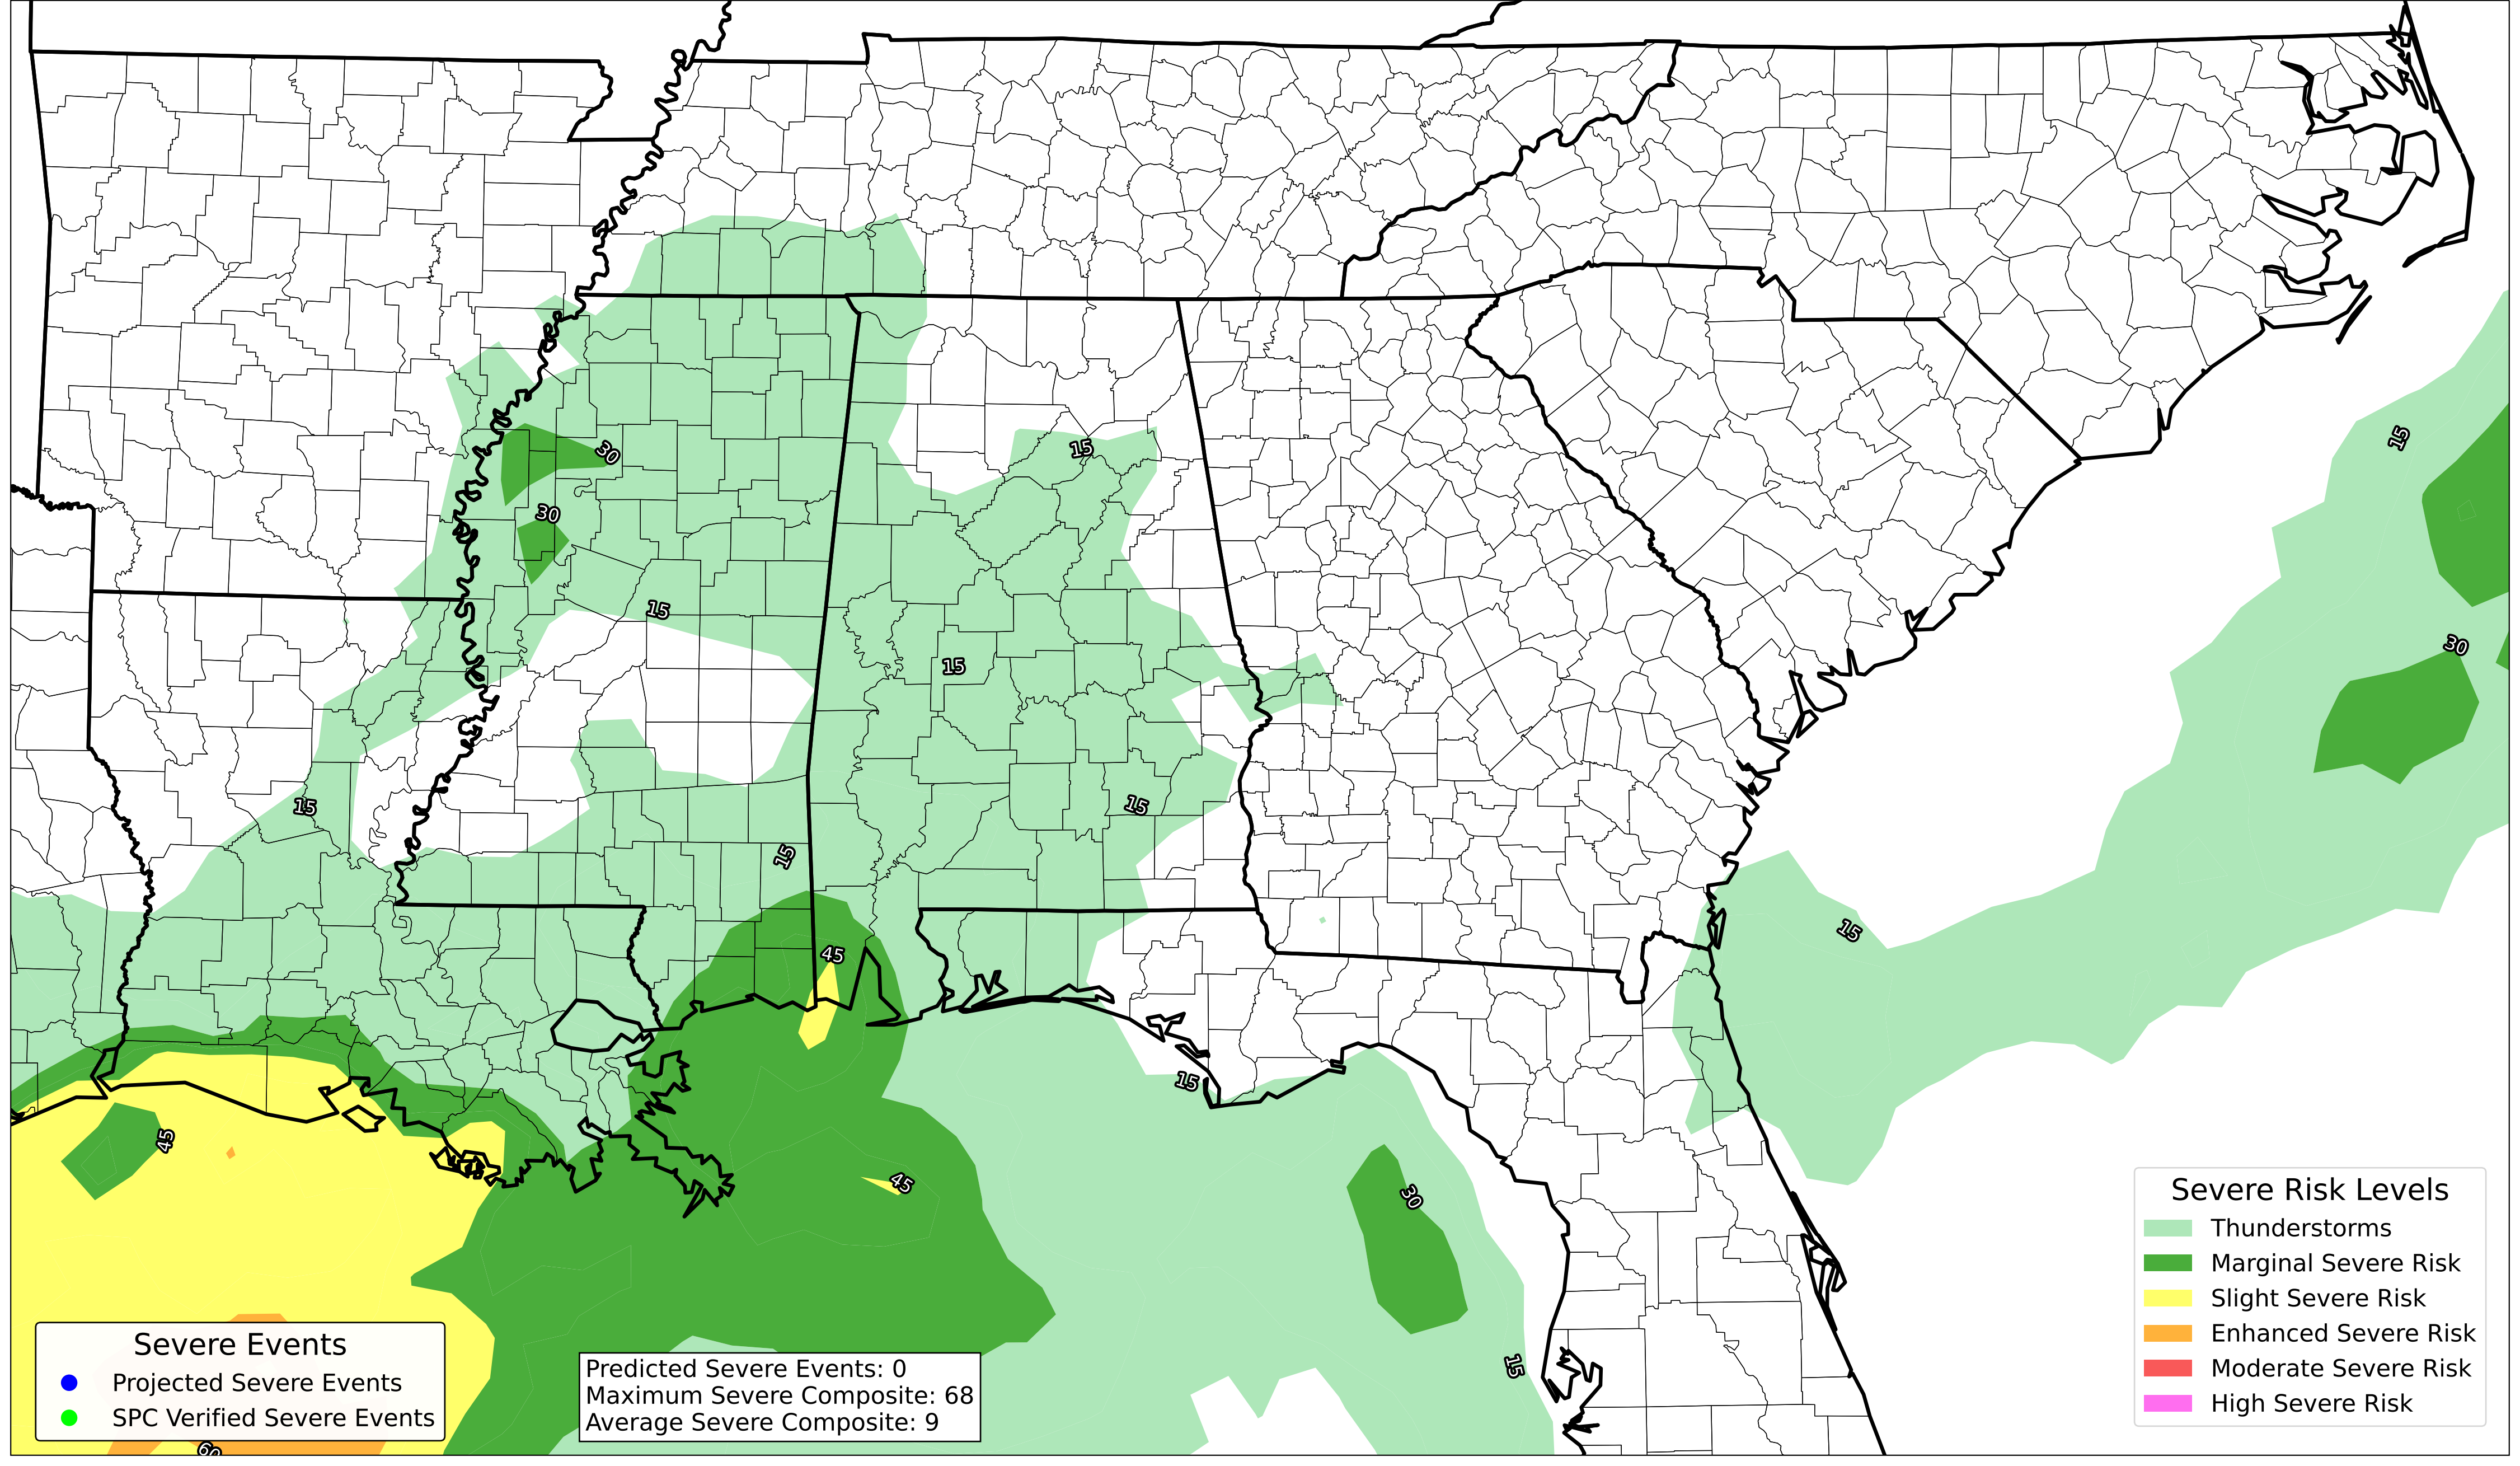 15
15
30
30
15
30
15
15
15
15
15
45
15
45
45
30
15
60
Severe Risk Levels
Thunderstorms
Marginal Severe Risk
Slight Severe Risk
Enhanced Severe Risk
Moderate Severe Risk
High Severe Risk
Severe Events
Projected Severe Events
SPC Verified Severe Events
Predicted Severe Events: 0
Maximum Severe Composite: 68
Average Severe Composite: 9